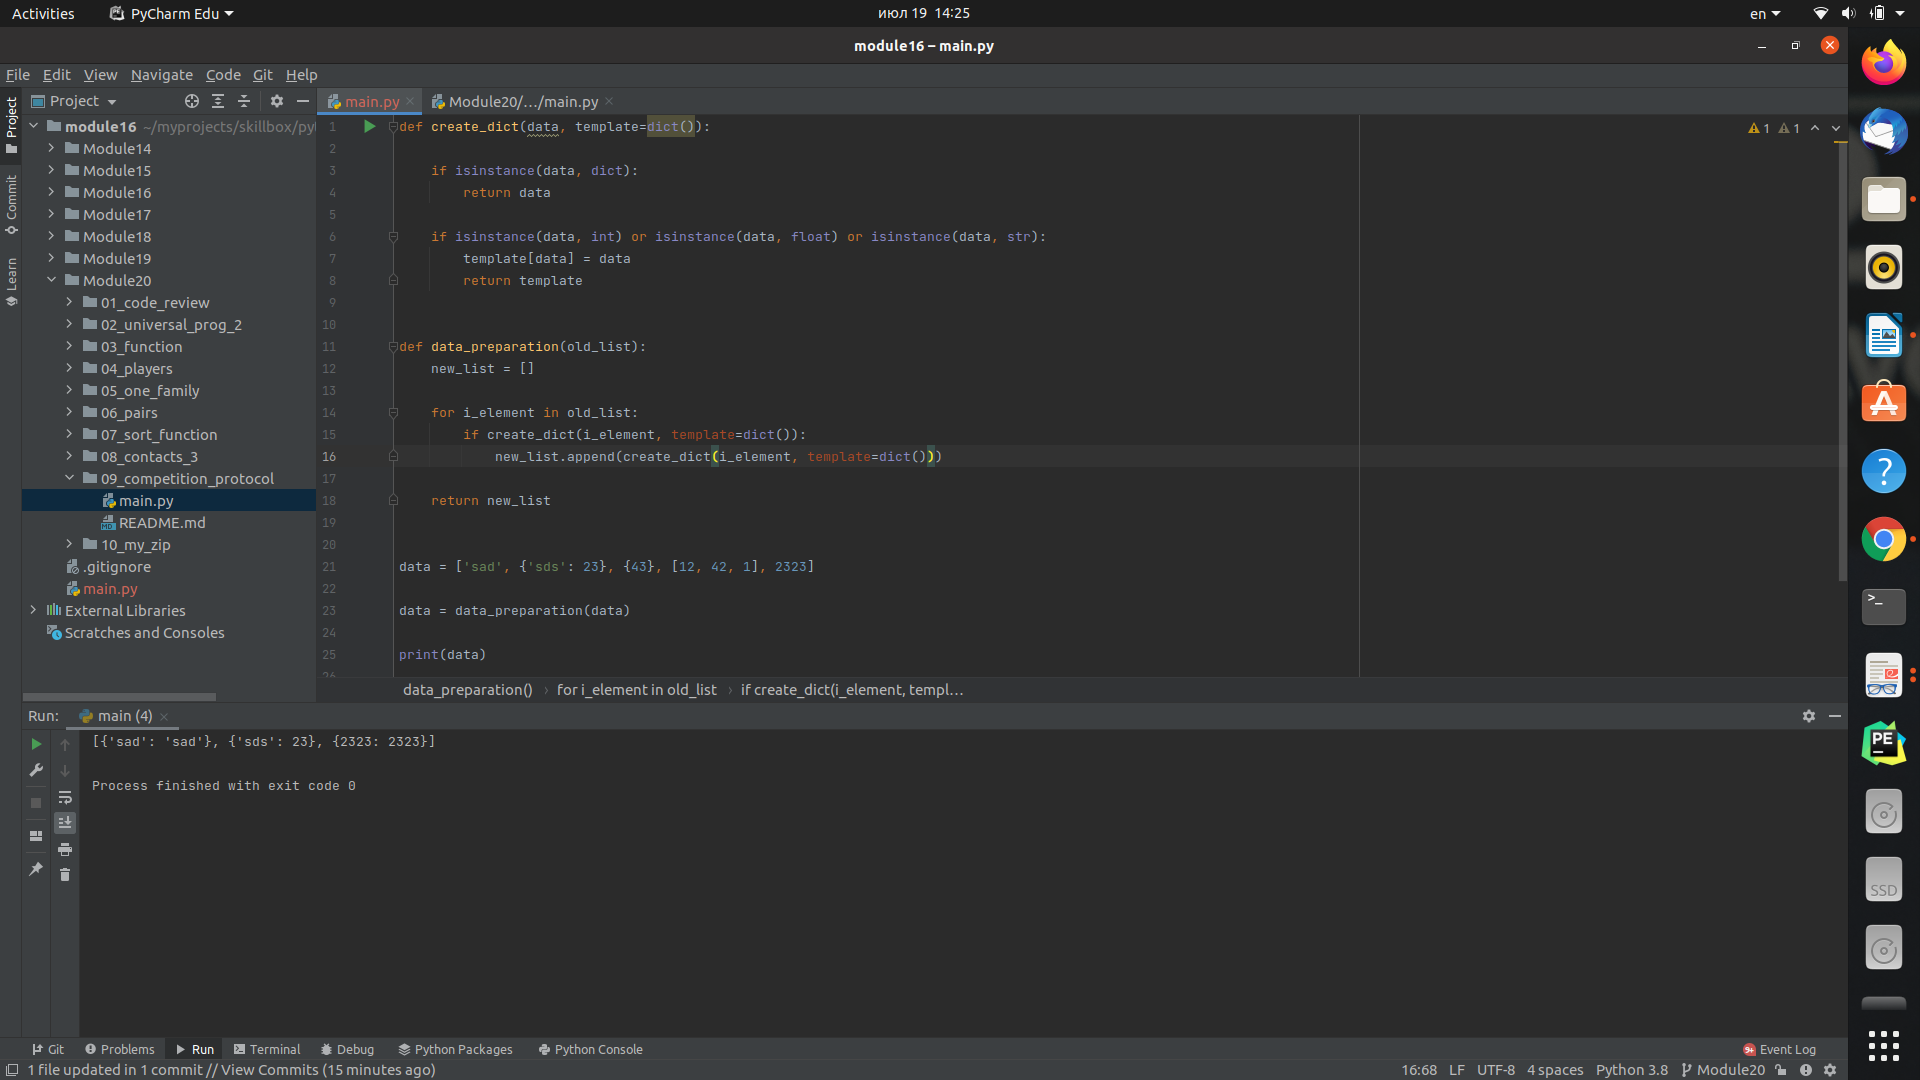 Activities PyCharm Edu июл 19 14:25 en
module16 – main.py
File Edit View Navigate Code Git Help
Project main.py Module20/…/main.py
Project
Commit
Learn
module16 ~/myprojects/skillbox/pyt
Module14
Module15
Module16
Module17
Module18
Module19
Module20
01_code_review
02_universal_prog_2
03_function
04_players
05_one_family
06_pairs
07_sort_function
08_contacts_3
09_competition_protocol
main.py
README.md
10_my_zip
.gitignore
main.py
External Libraries
Scratches and Consoles
1 def create_dict(data, template=dict()): 1 1
2
3 if isinstance(data, dict):
4 return data
5
6 if isinstance(data, int) or isinstance(data, float) or isinstance(data, str):
7 template[data] = data
8 return template
9
10
11 def data_preparation(old_list):
12 new_list = []
13
14 for i_element in old_list:
15 if create_dict(i_element, template=dict()):
16 new_list.append(create_dict(i_element, template=dict()))
17
18 return new_list
19
20
21 data = ['sad', {'sds': 23}, {43}, [12, 42, 1], 2323]
22
23 data = data_preparation(data)
24
25 print(data)
26
data_preparation() › for i_element in old_list › if create_dict(i_element, templ…
Run: main (4)
[{'sad': 'sad'}, {'sds': 23}, {2323: 2323}]
Process finished with exit code 0
PE
SSD
Git Problems Run Terminal Debug Python Packages Python Console 9+ Event Log
1 file updated in 1 commit // View Commits (15 minutes ago) 16:68 LF UTF-8 4 spaces Python 3.8 Module20